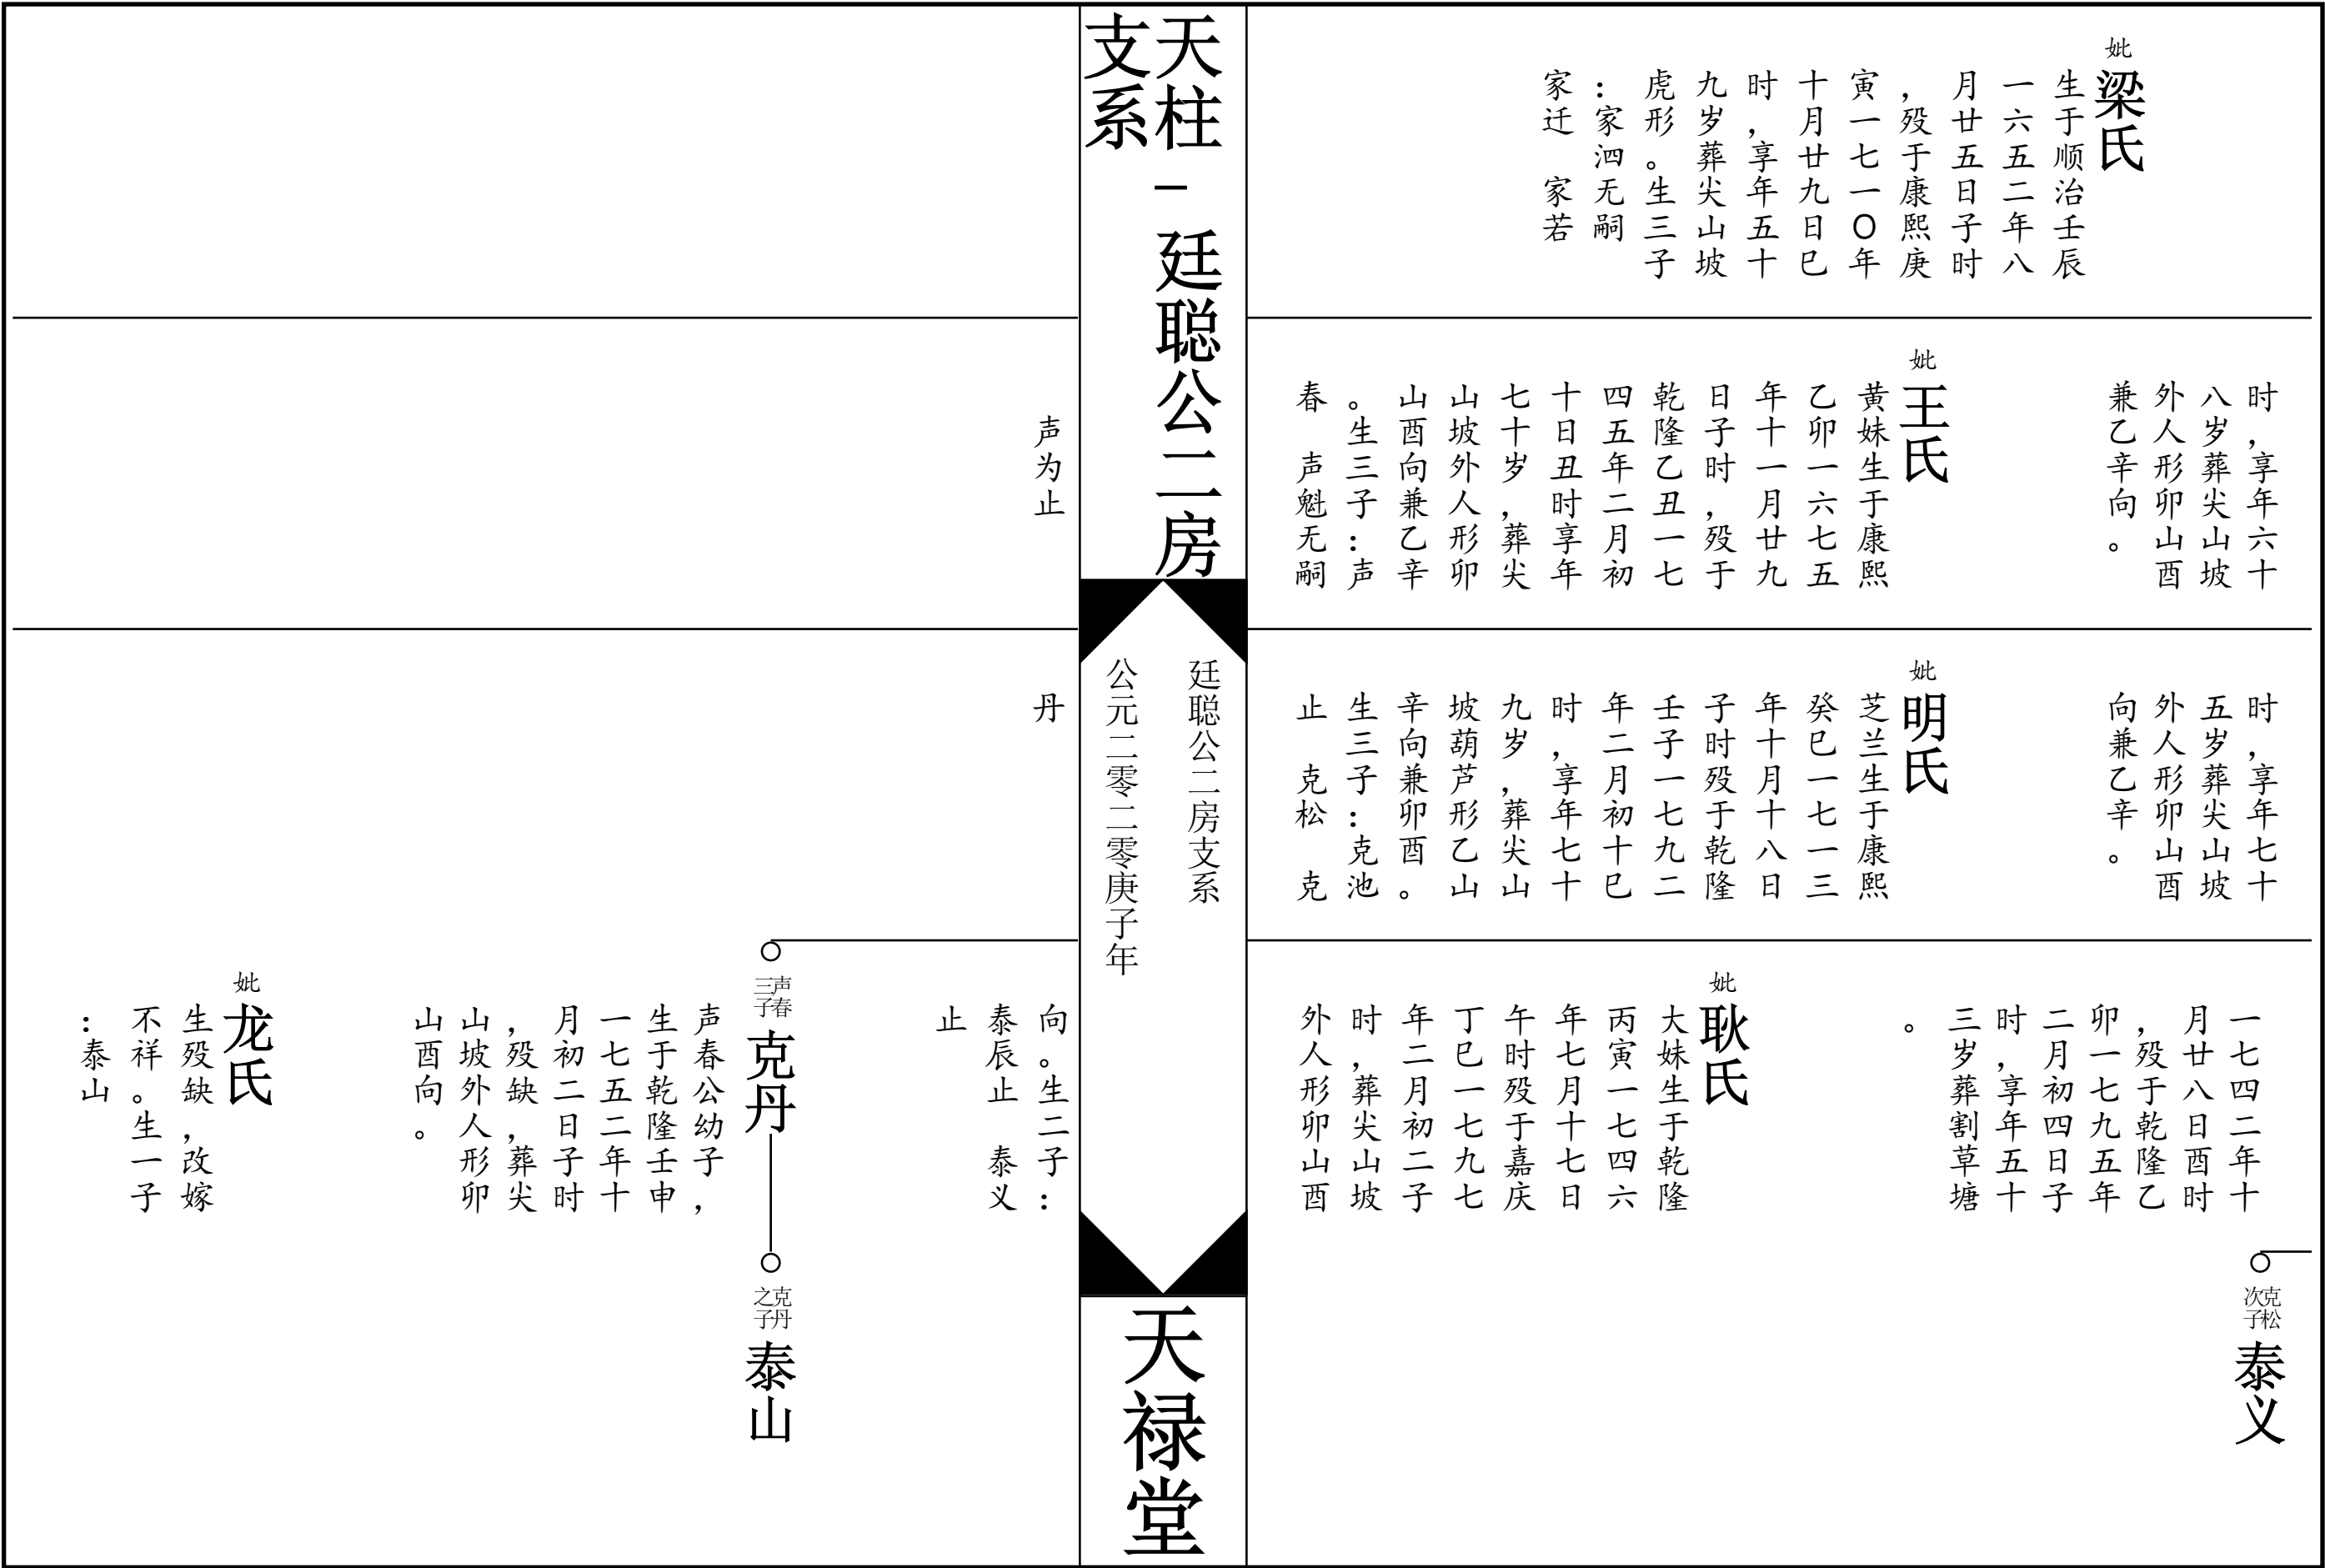 妣
梁氏
生于顺治壬辰
一六五二年八
月廿五日子时
，殁于康熙庚
寅一七一〇年
十月廿九日巳
时，享年五十
九岁葬尖山坡
虎形。生三子
：家泗无嗣
家迁 家若
时，享年六十
八岁葬尖山坡
外人形卯山酉
兼乙辛向。
妣
王氏
黄妹生于康熙
乙卯一六七五
年十一月廿九
日子时，殁于
乾隆乙丑一七
四五年二月初
十日丑时享年
七十岁，葬尖
山坡外人形卯
山酉向兼乙辛
。生三子：声
春 声魁无嗣
时，享年七十
五岁葬尖山坡
外人形卯山酉
向兼乙辛。
妣
明氏
芝兰生于康熙
癸巳一七一三
年十月十八日
子时殁于乾隆
壬子一七九二
年二月初十巳
时，享年七十
九岁，葬尖山
坡葫芦形乙山
辛向兼卯酉。
生三子：克池
止 克松 克
一七四二年十
月廿八日酉时
，殁于乾隆乙
卯一七九五年
二月初四日子
时，享年五十
三岁葬割草塘
。
妣
耿氏
大妹生于乾隆
丙寅一七四六
年七月十七日
午时殁于嘉庆
丁巳一七九七
年二月初二子
时，葬尖山坡
外人形卯山酉
克松
次子
泰义
天柱－廷聪公二房
支系
廷聪公二房支系
公元二零二零庚子年
天禄堂
声为止
丹
向。生二子：
泰辰止 泰义
止
声春
三子
克丹
声春公幼子，
生于乾隆壬申
一七五二年十
月初二日子时
，殁缺，葬尖
山坡外人形卯
山酉向。
妣
龙氏
生殁缺，改嫁
不祥。生一子
：泰山
克丹
之子
泰山